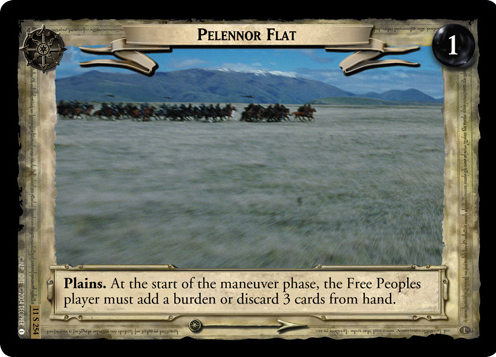 PELENNOR FLAT
1
Plains. At the start of the maneuver phase, the Free Peoples
player must add a burden or discard 3 cards from hand.
11 S 254